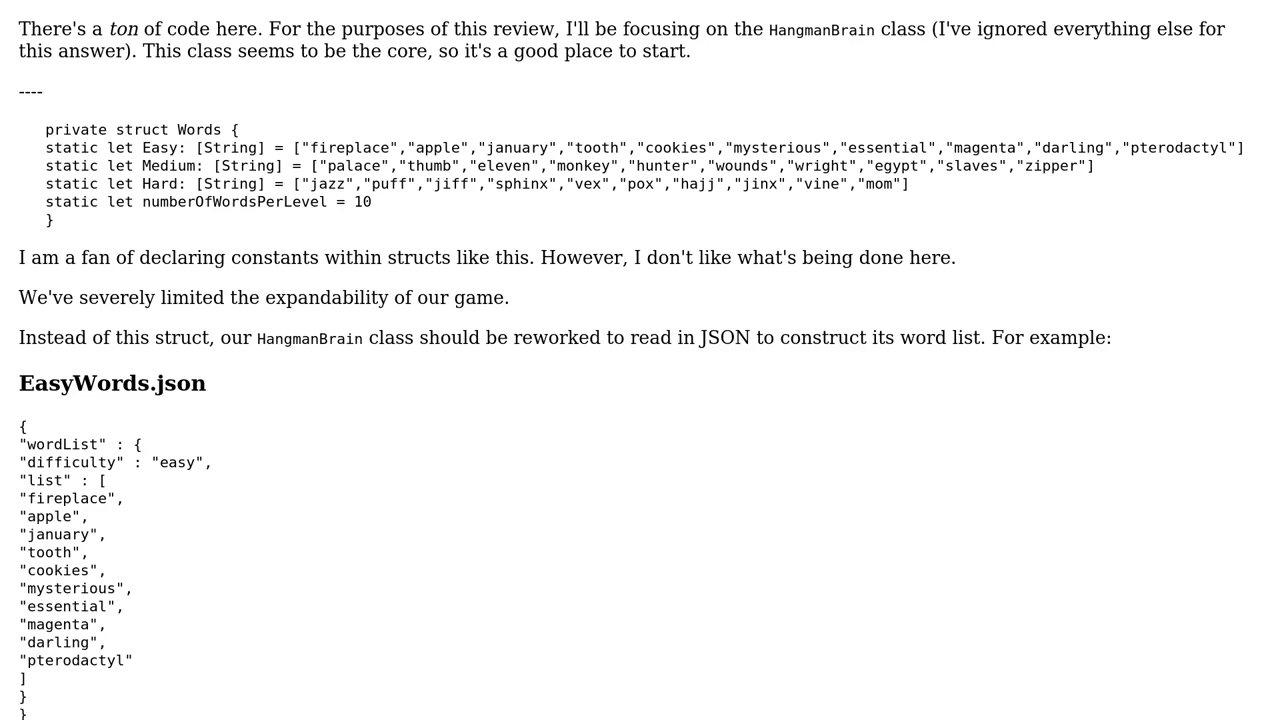 There's a ton of code here. For the purposes of this review, I'll be focusing on the HangmanBrain class (I've ignored everything else for
this answer). This class seems to be the core, so it's a good place to start.
----
private struct Words {
static let Easy: [String] = ["fireplace","apple","january","tooth","cookies","mysterious","essential","magenta","darling","pterodactyl"]
static let Medium: [String] = ["palace","thumb","eleven","monkey","hunter","wounds","wright","egypt","slaves","zipper"]
static let Hard: [String] = ["jazz","puff","jiff","sphinx","vex","pox","hajj","jinx","vine","mom"]
static let numberOfWordsPerLevel = 10
}
I am a fan of declaring constants within structs like this. However, I don't like what's being done here.
We've severely limited the expandability of our game.
Instead of this struct, our HangmanBrain class should be reworked to read in JSON to construct its word list. For example:
EasyWords.json
{
"wordList" : {
"difficulty" : "easy",
"list" : [
"fireplace",
"apple",
"january",
"tooth",
"cookies",
"mysterious",
"essential",
"magenta",
"darling",
"pterodactyl"
]
}
}